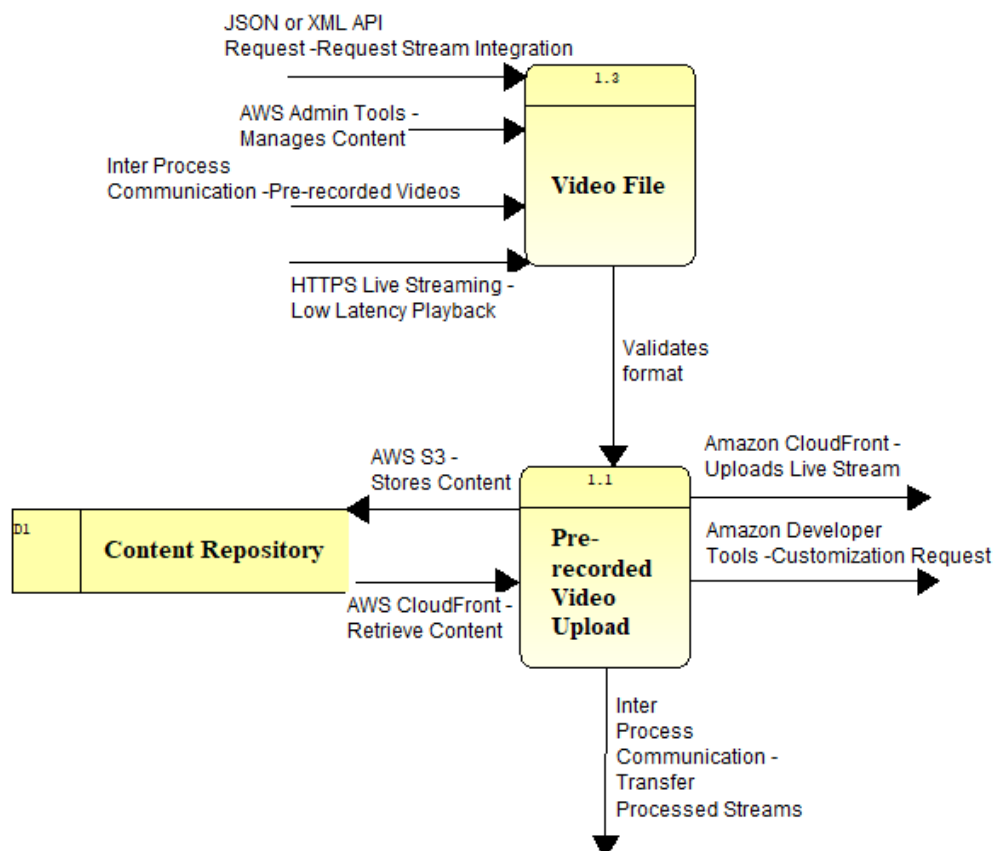 JSON or XML API
Request -Request Stream Integration
1.3
AWS Admin Tools -
Manages Content
Inter Process
Communication -Pre-recorded Videos
Video File
HTTPS Live Streaming -
Low Latency Playback
Validates
format
AWS S3 -
Stores Content
1.1
Amazon CloudFront -
Uploads Live Stream
D1
Content Repository
Pre-
recorded
Video
Upload
Amazon Developer
Tools -Customization Request
AWS CloudFront -
Retrieve Content
Inter
Process
Communication -
Transfer
Processed Streams